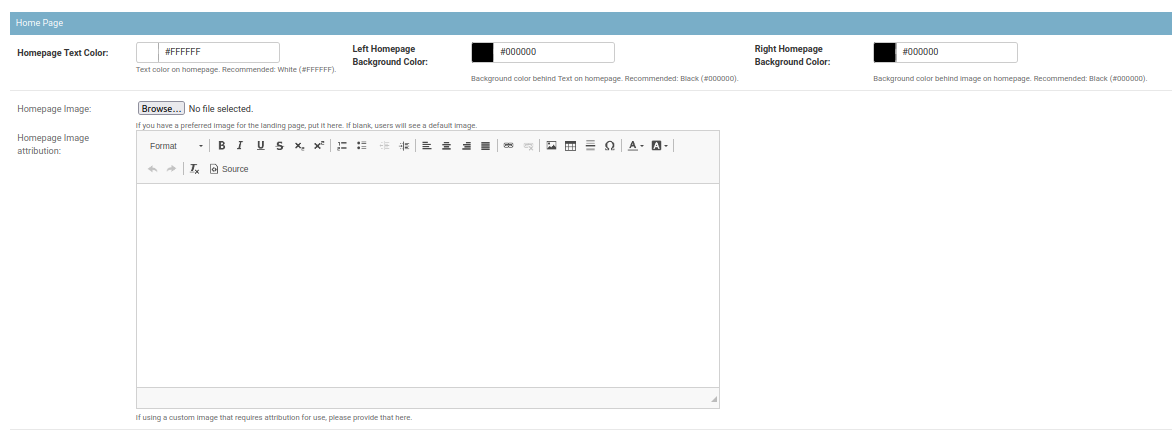 Home Page
Homepage Text Color:
#FFFFFF
Text color on homepage. Recommended: White (#FFFFFF).
Left Homepage
Background Color:
#000000
Background color behind Text on homepage. Recommended: Black (#000000).
Right Homepage
Background Color:
#000000
Background color behind image on homepage. Recommended: Black (#000000).
Homepage Image:
Browse... No file selected.
If you have a preferred image for the landing page, put it here. If blank, users will see a default image.
Homepage Image
attribution:
Format
Source
If using a custom image that requires attribution for use, please provide that here.